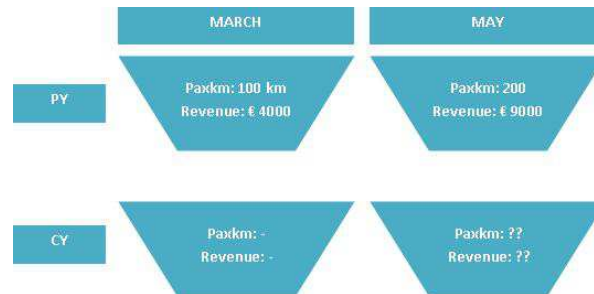 MARCH
MAY
PY
Paxkm: 100 km
Revenue: € 4000
Paxkm: 200
Revenue: € 9000
CY
Paxkm: -
Revenue: -
Paxkm: ??
Revenue: ??